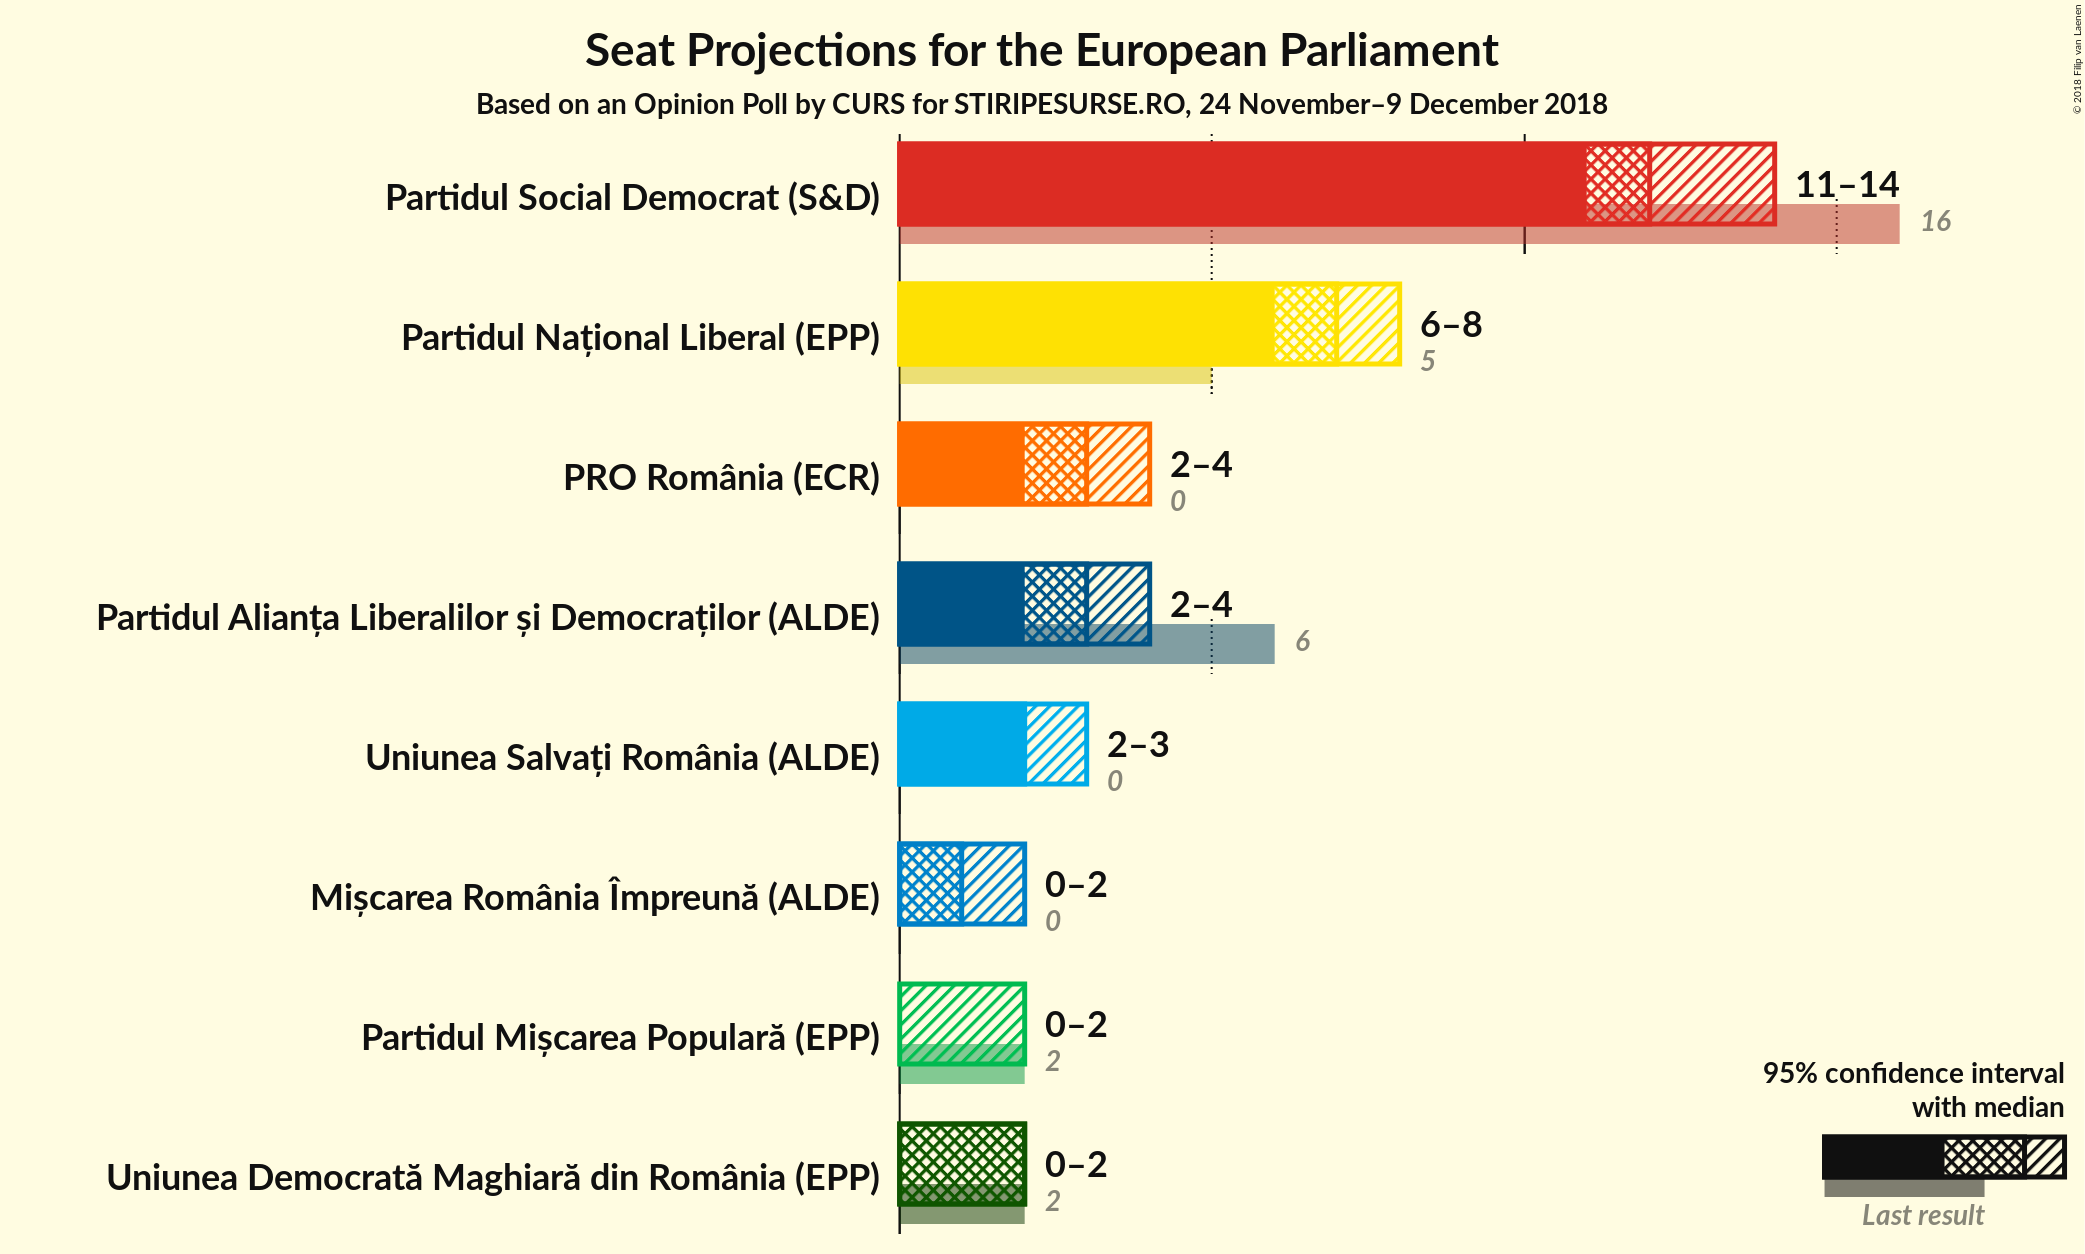 Seat Projections for the European Parliament
Based on an Opinion Poll by CURS for STIRIPESURSE.RO, 24 November–9 December 2018
© 2018 Filip van Laenen
Partidul Social Democrat (S&D)
11–14
16
Partidul Național Liberal (EPP)
6–8
5
PRO România (ECR)
2–4
0
Partidul Alianța Liberalilor și Democraților (ALDE)
2–4
6
Uniunea Salvați România (ALDE)
2–3
0
Mișcarea România Împreună (ALDE)
0–2
0
Partidul Mișcarea Populară (EPP)
0–2
2
Uniunea Democrată Maghiară din România (EPP)
0–2
2
95% confidence interval
with median
Last result